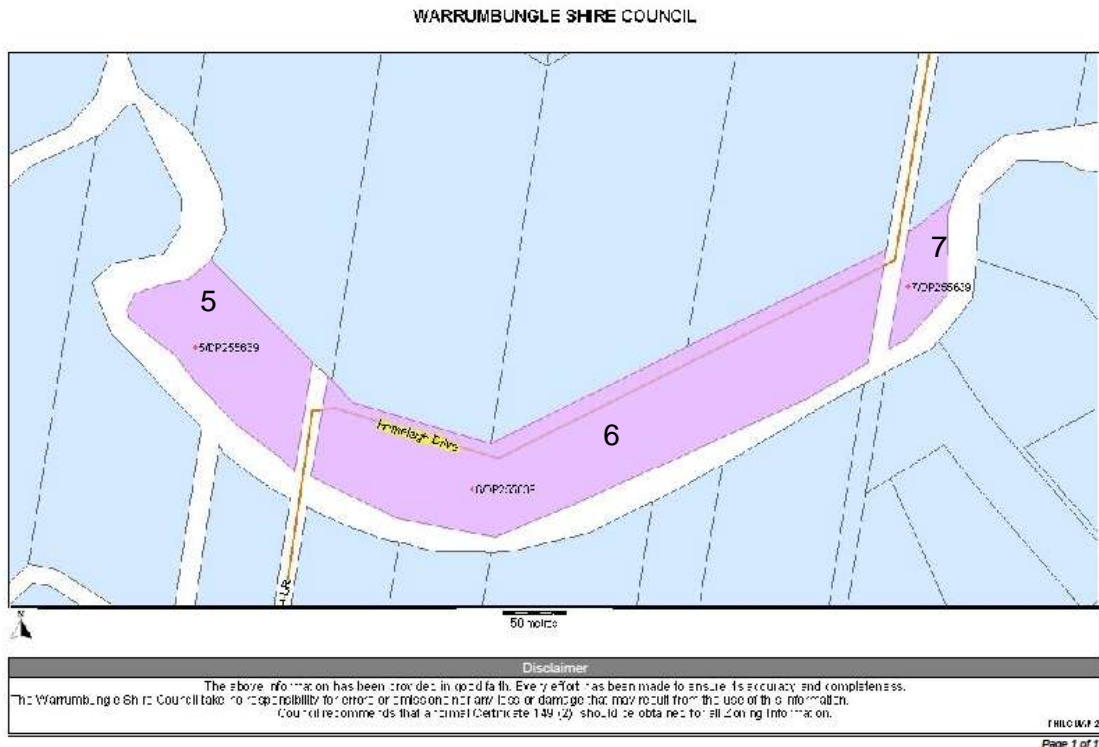 WARRUMBUNGLE SHIRE COUNCIL
7
7/DP255639
5
5/DP255639
6
Drive
N
50 metres
Disclaimer
The above information has been provided in good faith. Every effort has been made to ensure its accuracy and completeness.
The Warrumbungle Shire Council take no responsibility for errors or omissions nor any loss or damage that may result from the use of this information.
Council recommends that a formal Certificate 149 (2) should be obtained for all Zoning Information.
Page 1 of 1